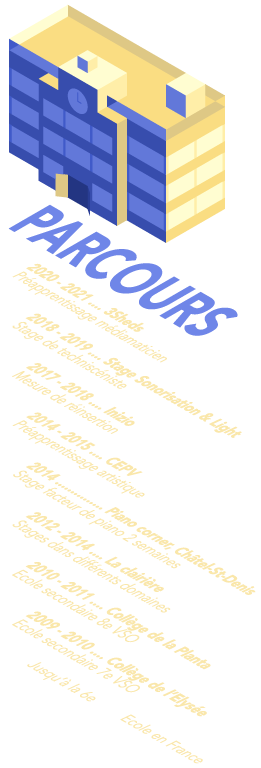 PARCOURS
2020 - 2021 .... 3Steds
Préapprentissage médiamaticien
2018 - 2019 .... Stage Sonorisation & Light
Stage de techniscéniste
2017 - 2018 .... Inizio
Mesure de réinsertion
2014 - 2015 .... CEPV
Préapprentissage artistique
2014 .............. Piano corner, Châtel-St-Denis
Stage facteur de piano 2 semaines
2012 - 2014 .... La clairière
Stages dans différents domaines
2010 - 2011 .... Collège de la Planta
Ecole secondaire 8e VSO
2009 - 2010 .... Collège de l'Elysée
Ecole secondaire 7e VSO
Jusqu'à la 6e
Ecole en France